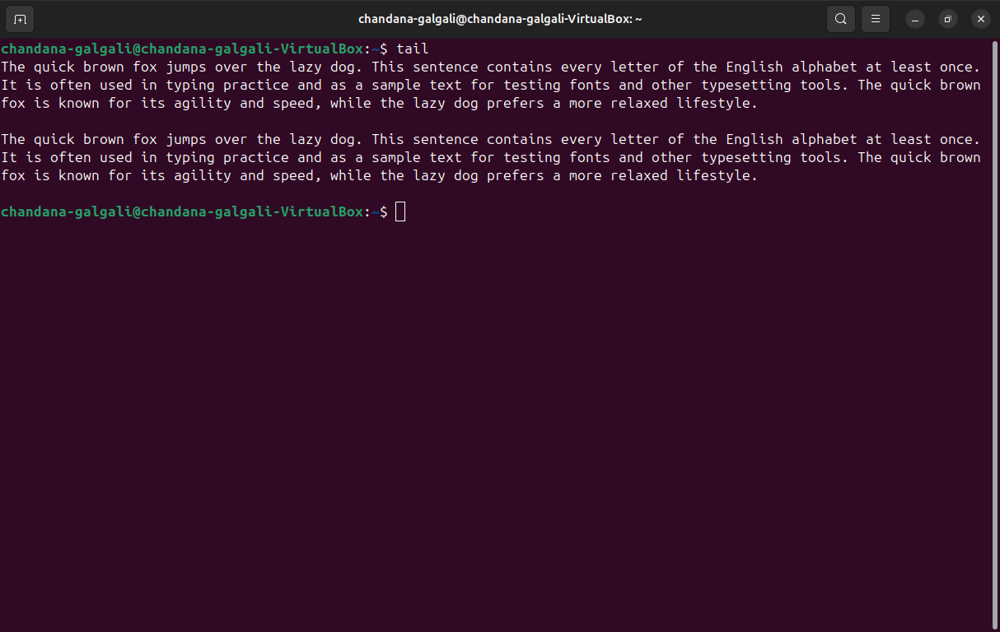 chandana-galgali@chandana-galgali-VirtualBox: ~
chandana-galgali@chandana-galgali-VirtualBox:~$ tail
The quick brown fox jumps over the lazy dog. This sentence contains every letter of the English alphabet at least once.
It is often used in typing practice and as a sample text for testing fonts and other typesetting tools. The quick brown
fox is known for its agility and speed, while the lazy dog prefers a more relaxed lifestyle.

The quick brown fox jumps over the lazy dog. This sentence contains every letter of the English alphabet at least once.
It is often used in typing practice and as a sample text for testing fonts and other typesetting tools. The quick brown
fox is known for its agility and speed, while the lazy dog prefers a more relaxed lifestyle.

chandana-galgali@chandana-galgali-VirtualBox:~$